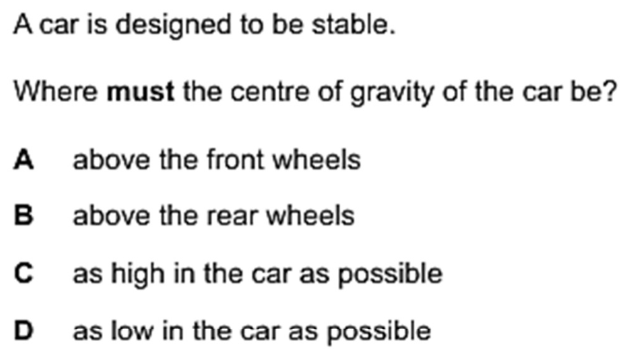 A car is designed to be stable.
Where must the centre of gravity of the car be?
A above the front wheels
B above the rear wheels
C as high in the car as possible
D as low in the car as possible